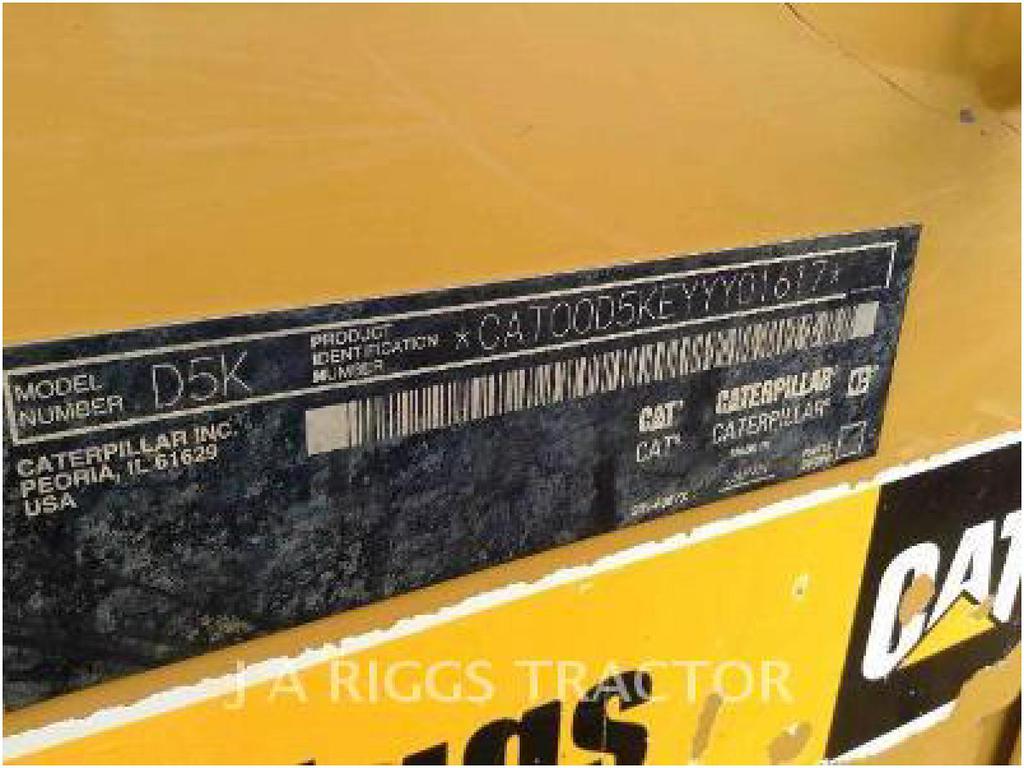 MODEL NUMBER D5K
PRODUCT IDENTIFICATION NUMBER *CAT00D5KEYYY01617*
CATERPILLAR INC.
PEORIA, IL 61629
USA
CAT® CATERPILLAR®
CAT® CATERPILLAR®
CAT
J A RIGGS TRACTOR